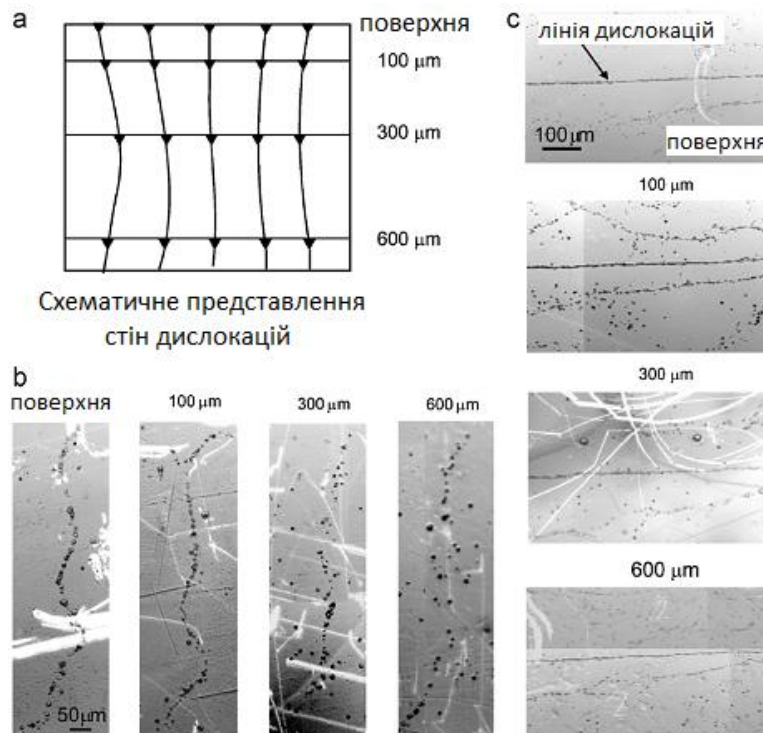 a
поверхня
100 μm
300 μm
600 μm
Схематичне представлення
стін дислокацій
b
поверхня
100 μm
300 μm
600 μm
50μm
c
лінія дислокацій
100μm
поверхня
100 μm
300 μm
600 μm